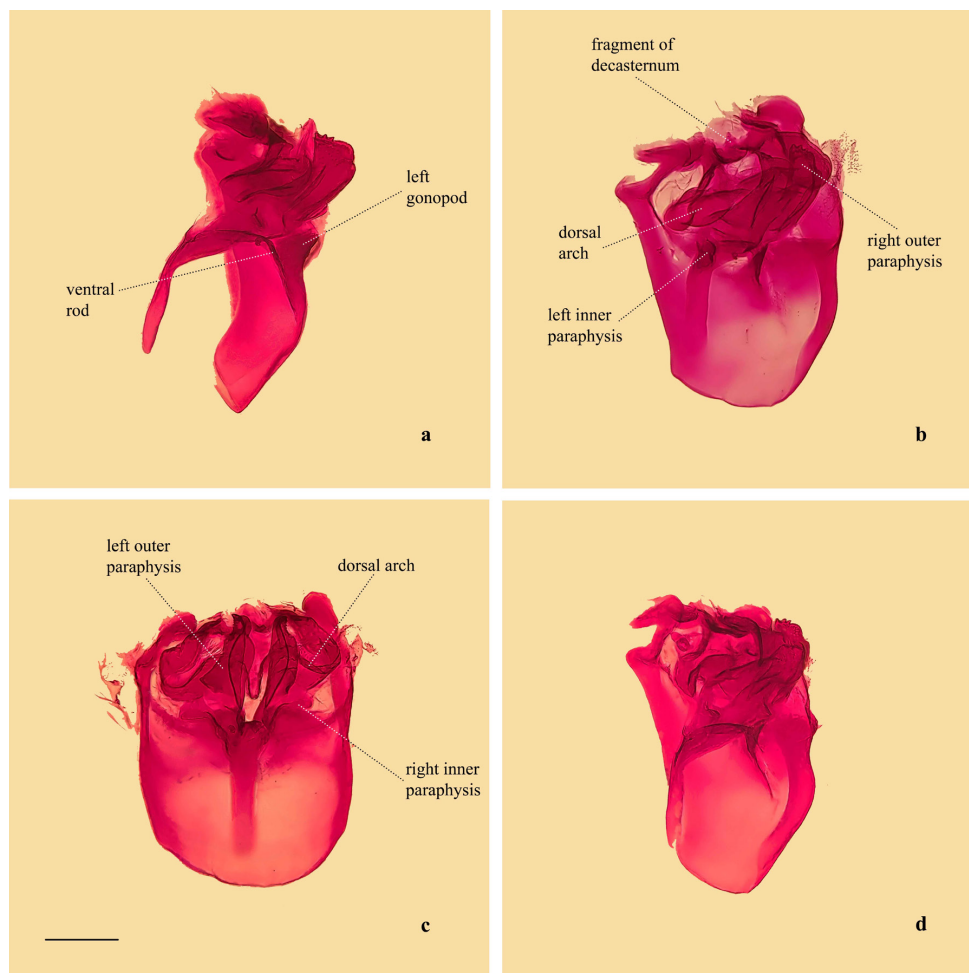 left
gonopod
ventral
rod
a
fragment of
decasternum
dorsal
arch
right outer
paraphysis
left inner
paraphysis
b
left outer
paraphysis
dorsal arch
right inner
paraphysis
c
d